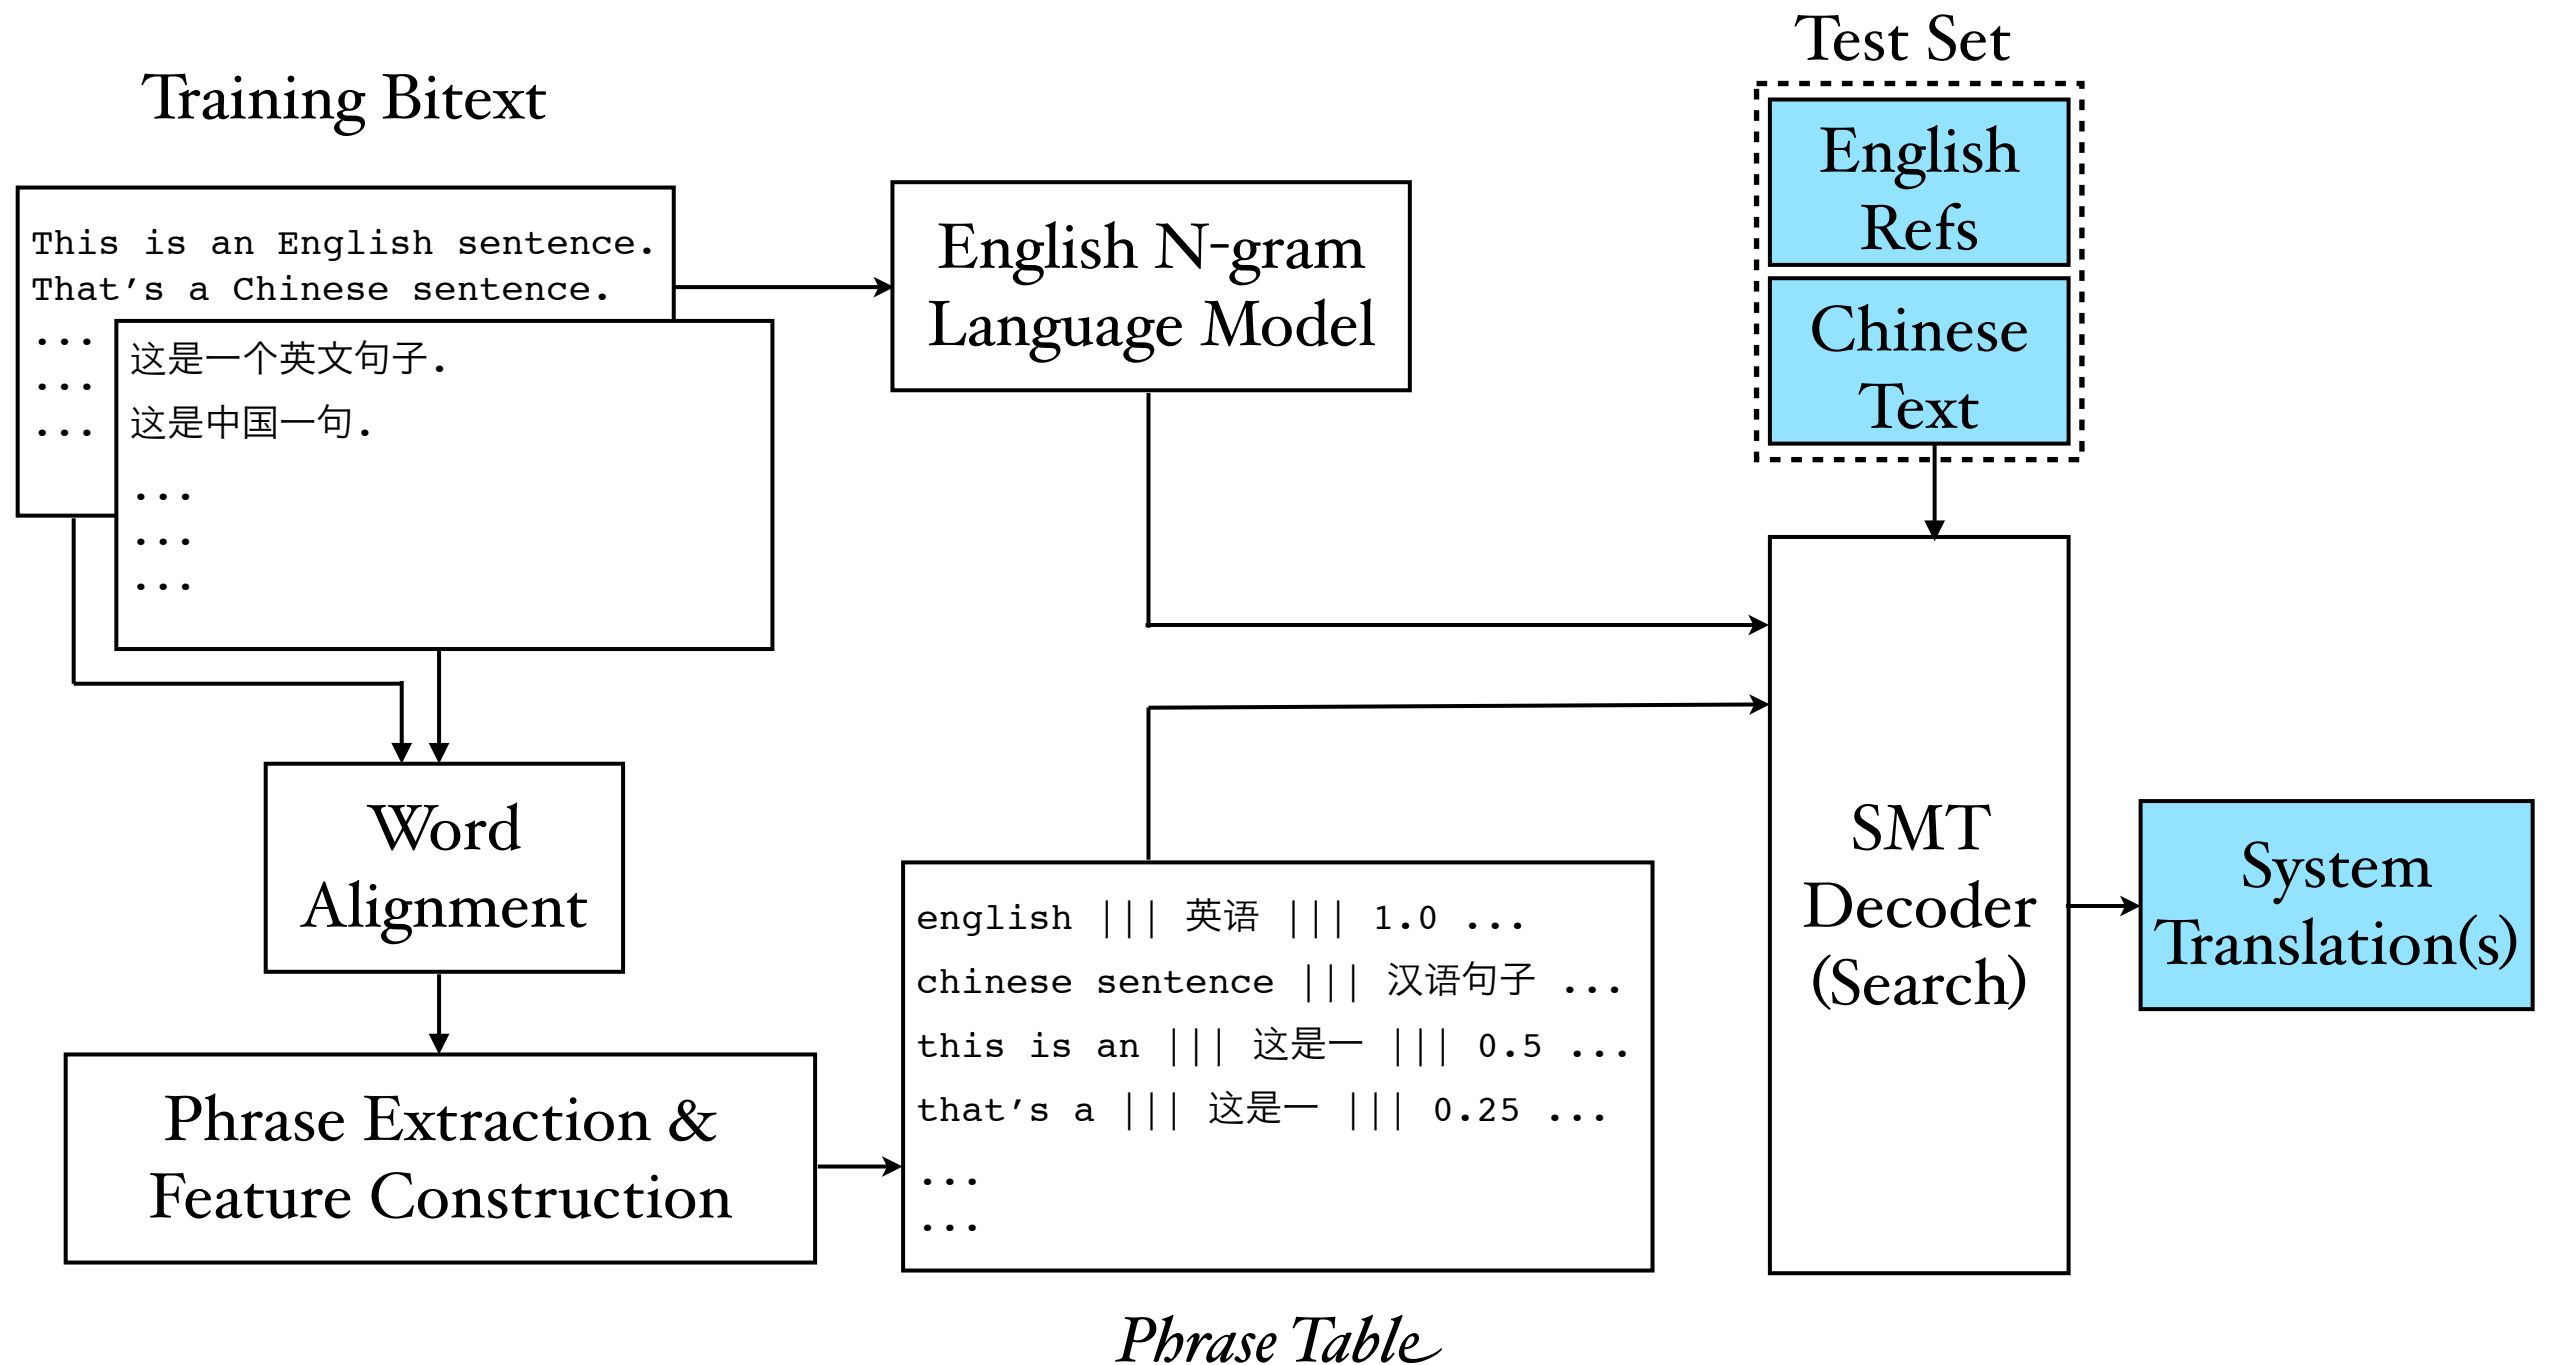 Training Bitext
This is an English sentence.
That's a Chinese sentence.
...
...
...
这是一个英文句子.
这是中国一句.
...
...
...
English N-gram
Language Model
Test Set
English
Refs
Chinese
Text
Word
Alignment
Phrase Extraction &
Feature Construction
english ||| 英语 ||| 1.0 ...
chinese sentence ||| 汉语句子 ...
this is an ||| 这是一 ||| 0.5 ...
that's a ||| 这是一 ||| 0.25 ...
...
...
Phrase Table
SMT
Decoder
(Search)
System
Translation(s)